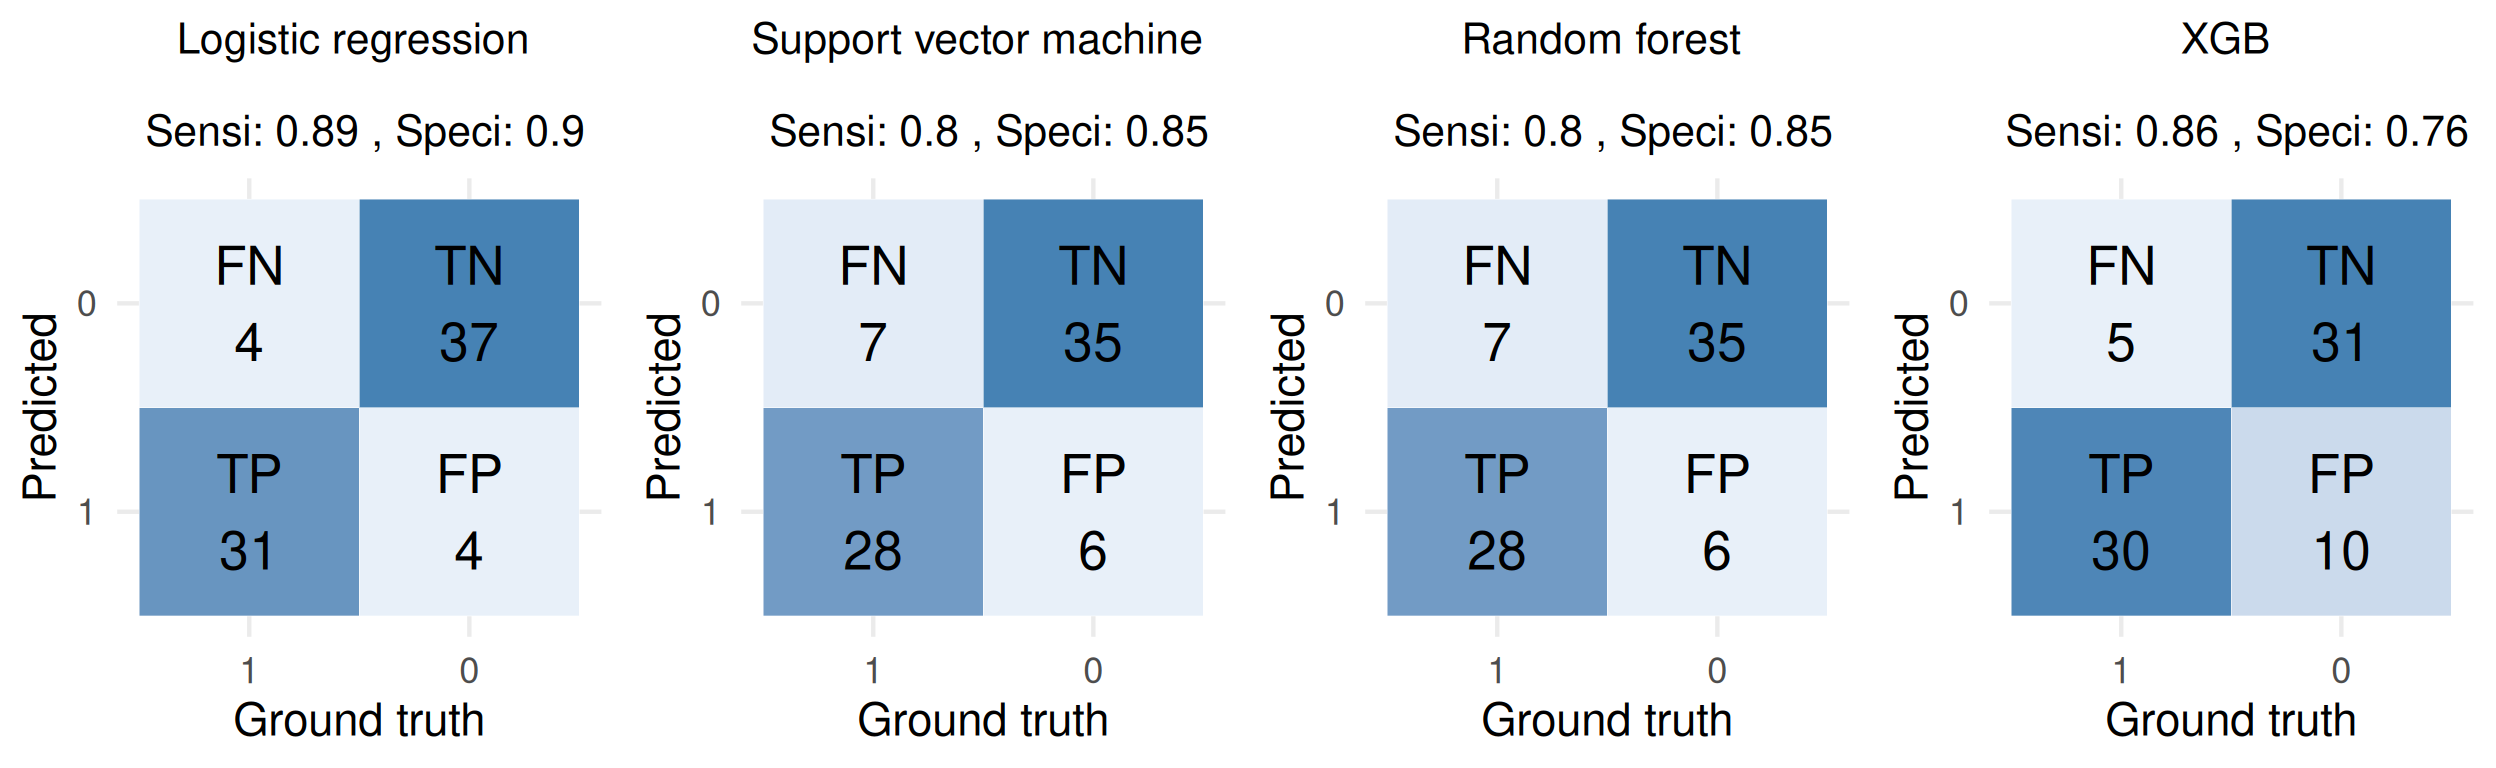 Logistic regression
Sensi: 0.89 , Speci: 0.9
FN
4
TN
37
TP
31
FP
4
0
1
Predicted
1
0
Ground truth
Support vector machine
Sensi: 0.8 , Speci: 0.85
FN
7
TN
35
TP
28
FP
6
0
1
Predicted
1
0
Ground truth
Random forest
Sensi: 0.8 , Speci: 0.85
FN
7
TN
35
TP
28
FP
6
0
1
Predicted
1
0
Ground truth
XGB
Sensi: 0.86 , Speci: 0.76
FN
5
TN
31
TP
30
FP
10
0
1
Predicted
1
0
Ground truth